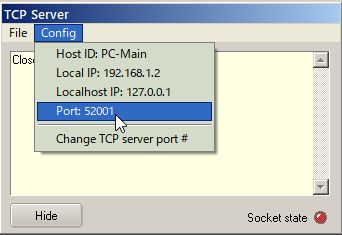 TCP Server
File Config
Host ID: PC-Main
Local IP: 192.168.1.2
Localhost IP: 127.0.0.1
Port: 52001
Change TCP server port #
Hide
Socket state